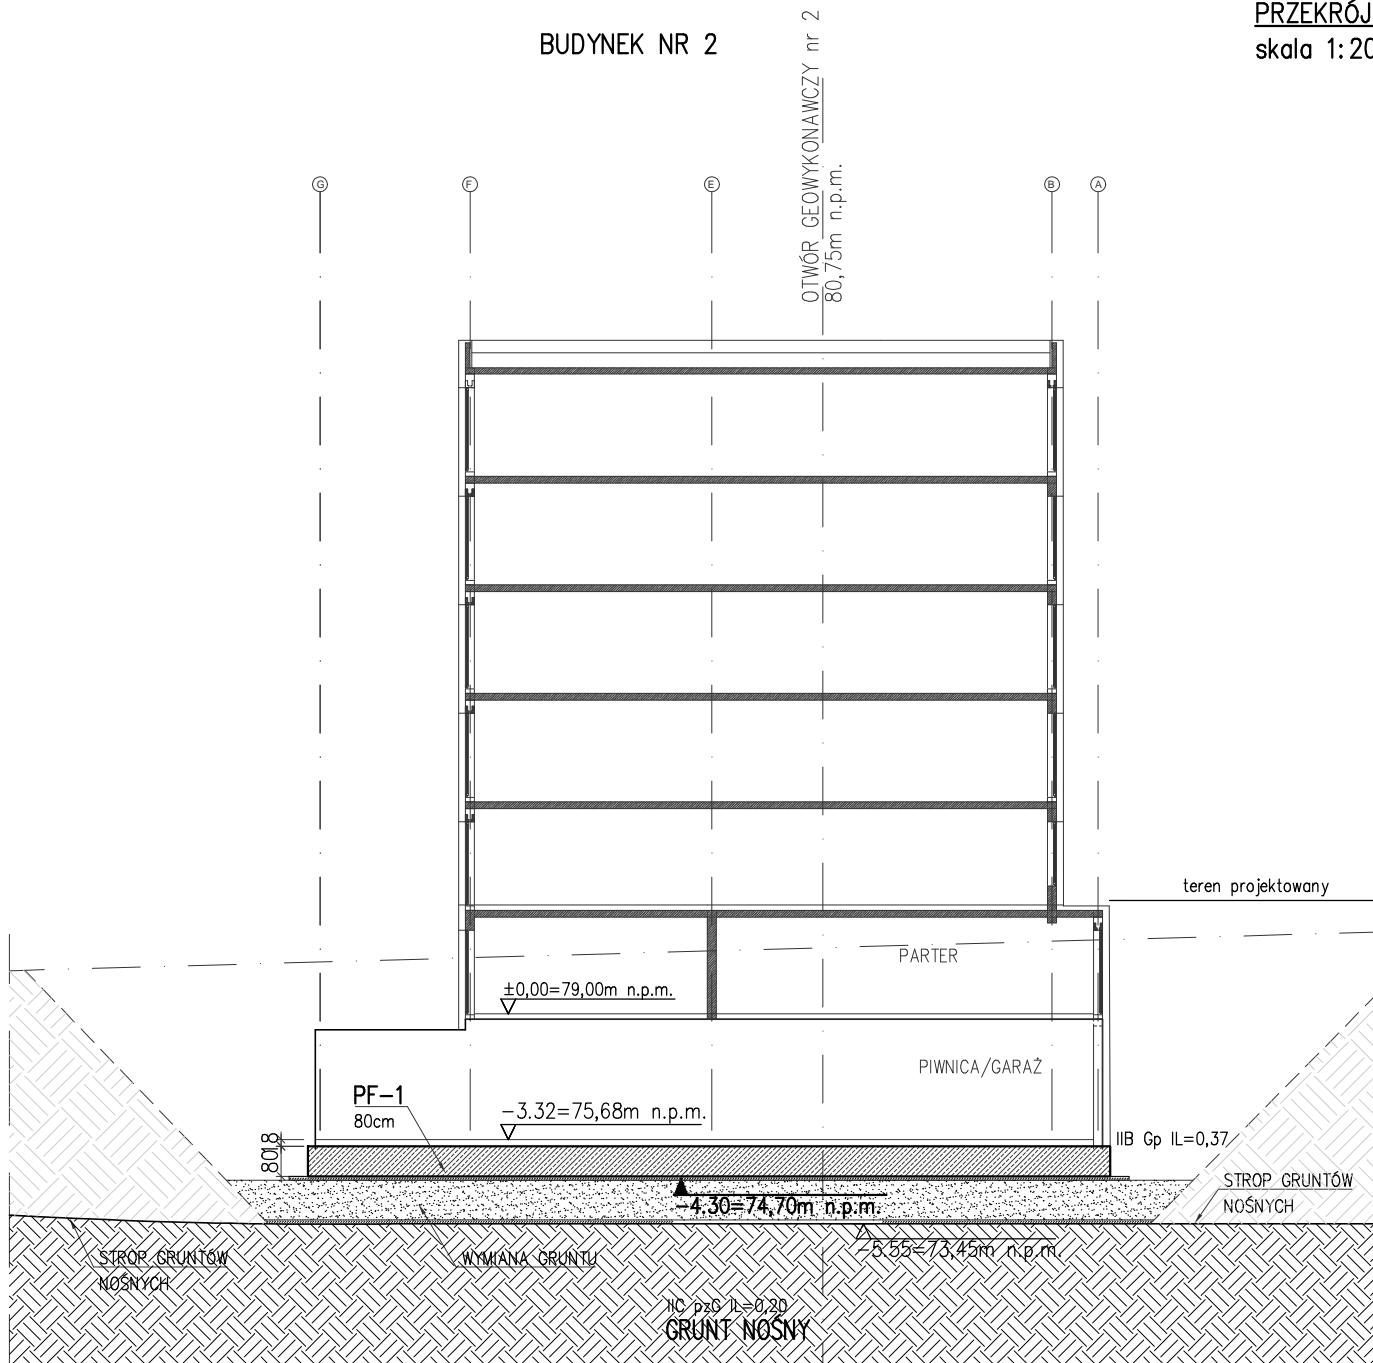 PRZEKRÓJ
skala 1:20
BUDYNEK NR 2
OTWÓR GEOWYKONAWCZY nr 2
80,75m n.p.m.
G
F
E
B
A
teren projektowany
PARTER
±0,00=79,00m n.p.m.
PIWNICA/GARAŻ
PF-1
80cm
-3.32=75,68m n.p.m.
18
80
IIB Gp IL=0,37
STROP GRUNTÓW
NOŚNYCH
-4,30=74,70m n.p.m.
-5.55=73,45m n.p.m.
STROP GRUNTÓW
NOŚNYCH
WYMIANA GRUNTU
IIC pzG IL=0,20
GRUNT NOŚNY